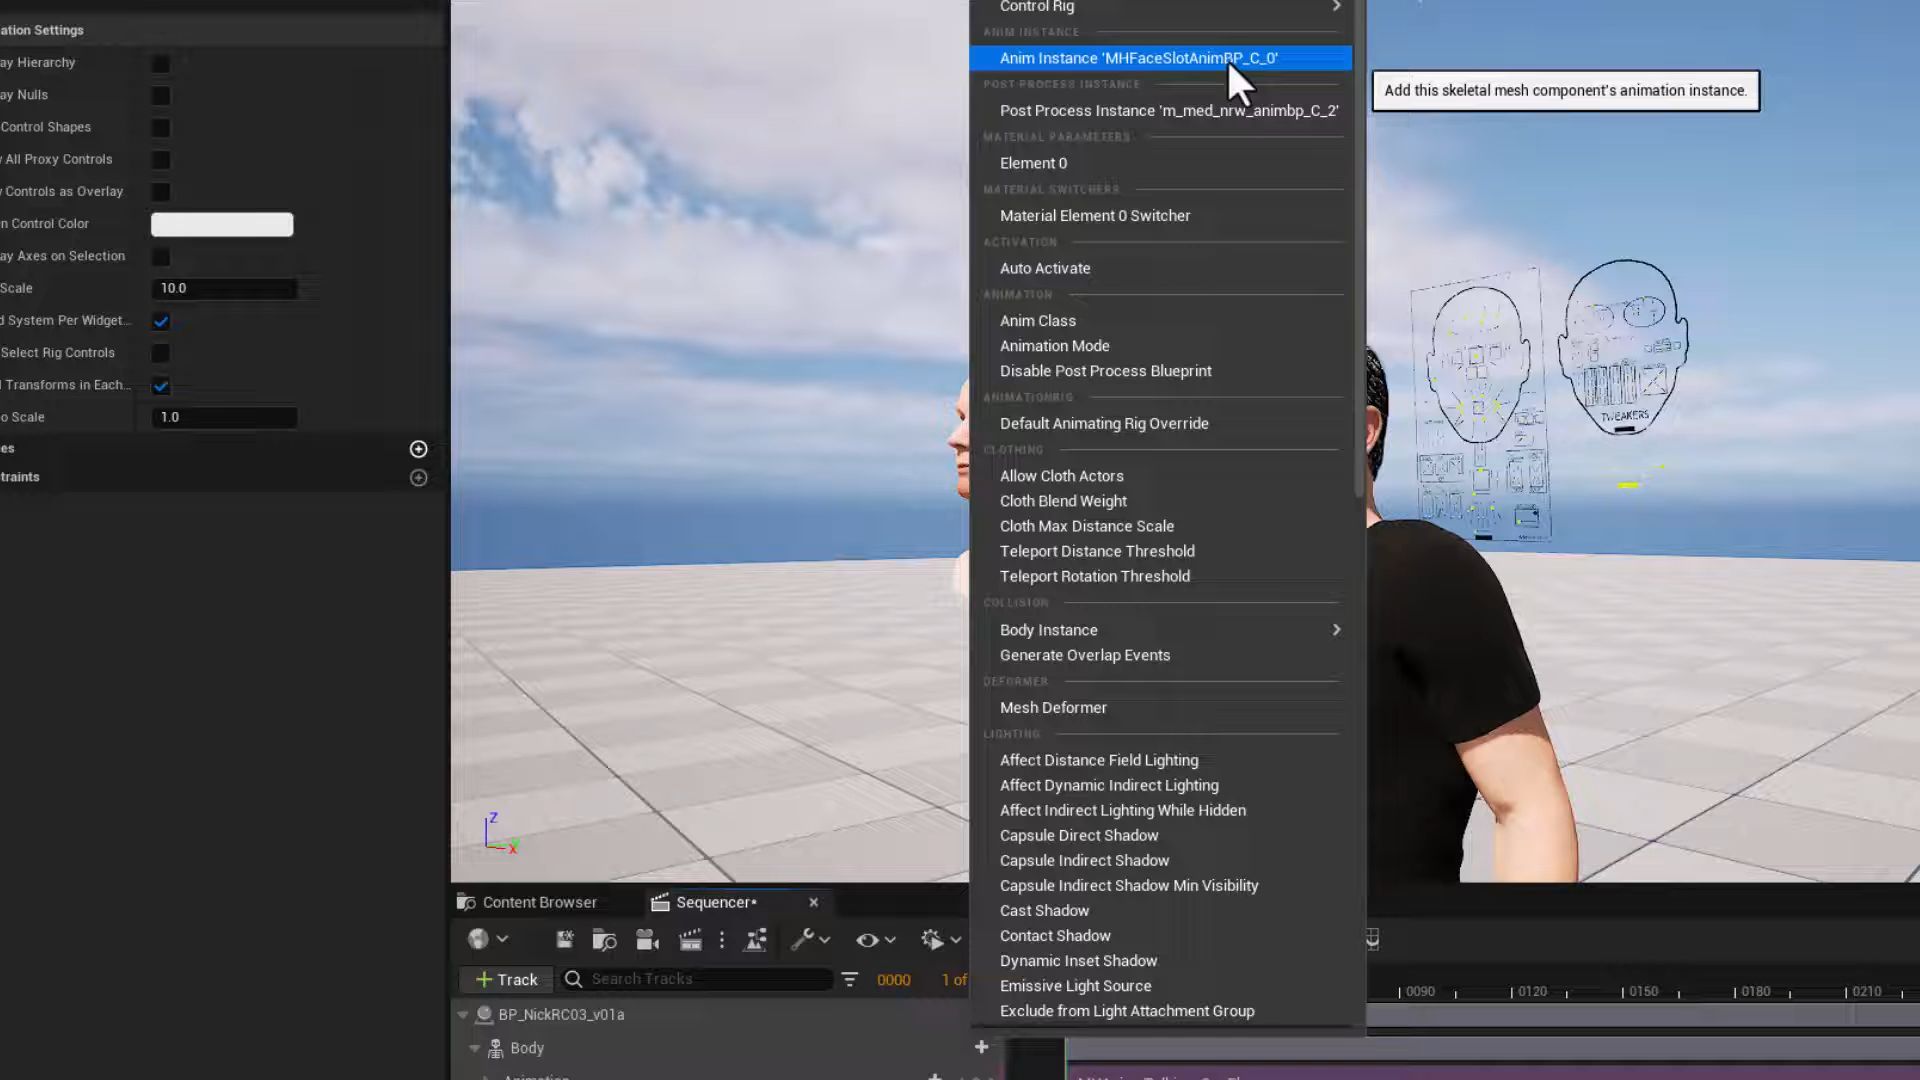 ation Settings
ay Hierarchy
ay Nulls
Control Shapes
All Proxy Controls
Controls as Overlay
n Control Color
ay Axes on Selection
Scale
10.0
d System Per Widget...
Select Rig Controls
l Transforms in Each...
o Scale
1.0
es
traints
Control Rig
ANIM INSTANCE
Anim Instance 'MHFaceSlotAnimBP_C_0'
POST PROCESS INSTANCE
Post Process Instance 'm_med_nrw_animbp_C_2'
MATERIAL PARAMETERS
Element 0
MATERIAL SWITCHERS
Material Element 0 Switcher
ACTIVATION
Auto Activate
ANIMATION
Anim Class
Animation Mode
Disable Post Process Blueprint
ANIMATIONRIG
Default Animating Rig Override
CLOTHING
Allow Cloth Actors
Cloth Blend Weight
Cloth Max Distance Scale
Teleport Distance Threshold
Teleport Rotation Threshold
COLLISION
Body Instance
Generate Overlap Events
DEFORMER
Mesh Deformer
LIGHTING
Affect Distance Field Lighting
Affect Dynamic Indirect Lighting
Affect Indirect Lighting While Hidden
Capsule Direct Shadow
Capsule Indirect Shadow
Capsule Indirect Shadow Min Visibility
Cast Shadow
Contact Shadow
Dynamic Inset Shadow
Emissive Light Source
Exclude from Light Attachment Group
Add this skeletal mesh component's animation instance.
TWEAKERS
Z
X
Content Browser
Sequencer*
Track
Search Tracks
0000
1 of
0090
0120
0150
0180
0210
BP_NickRC03_v01a
Body